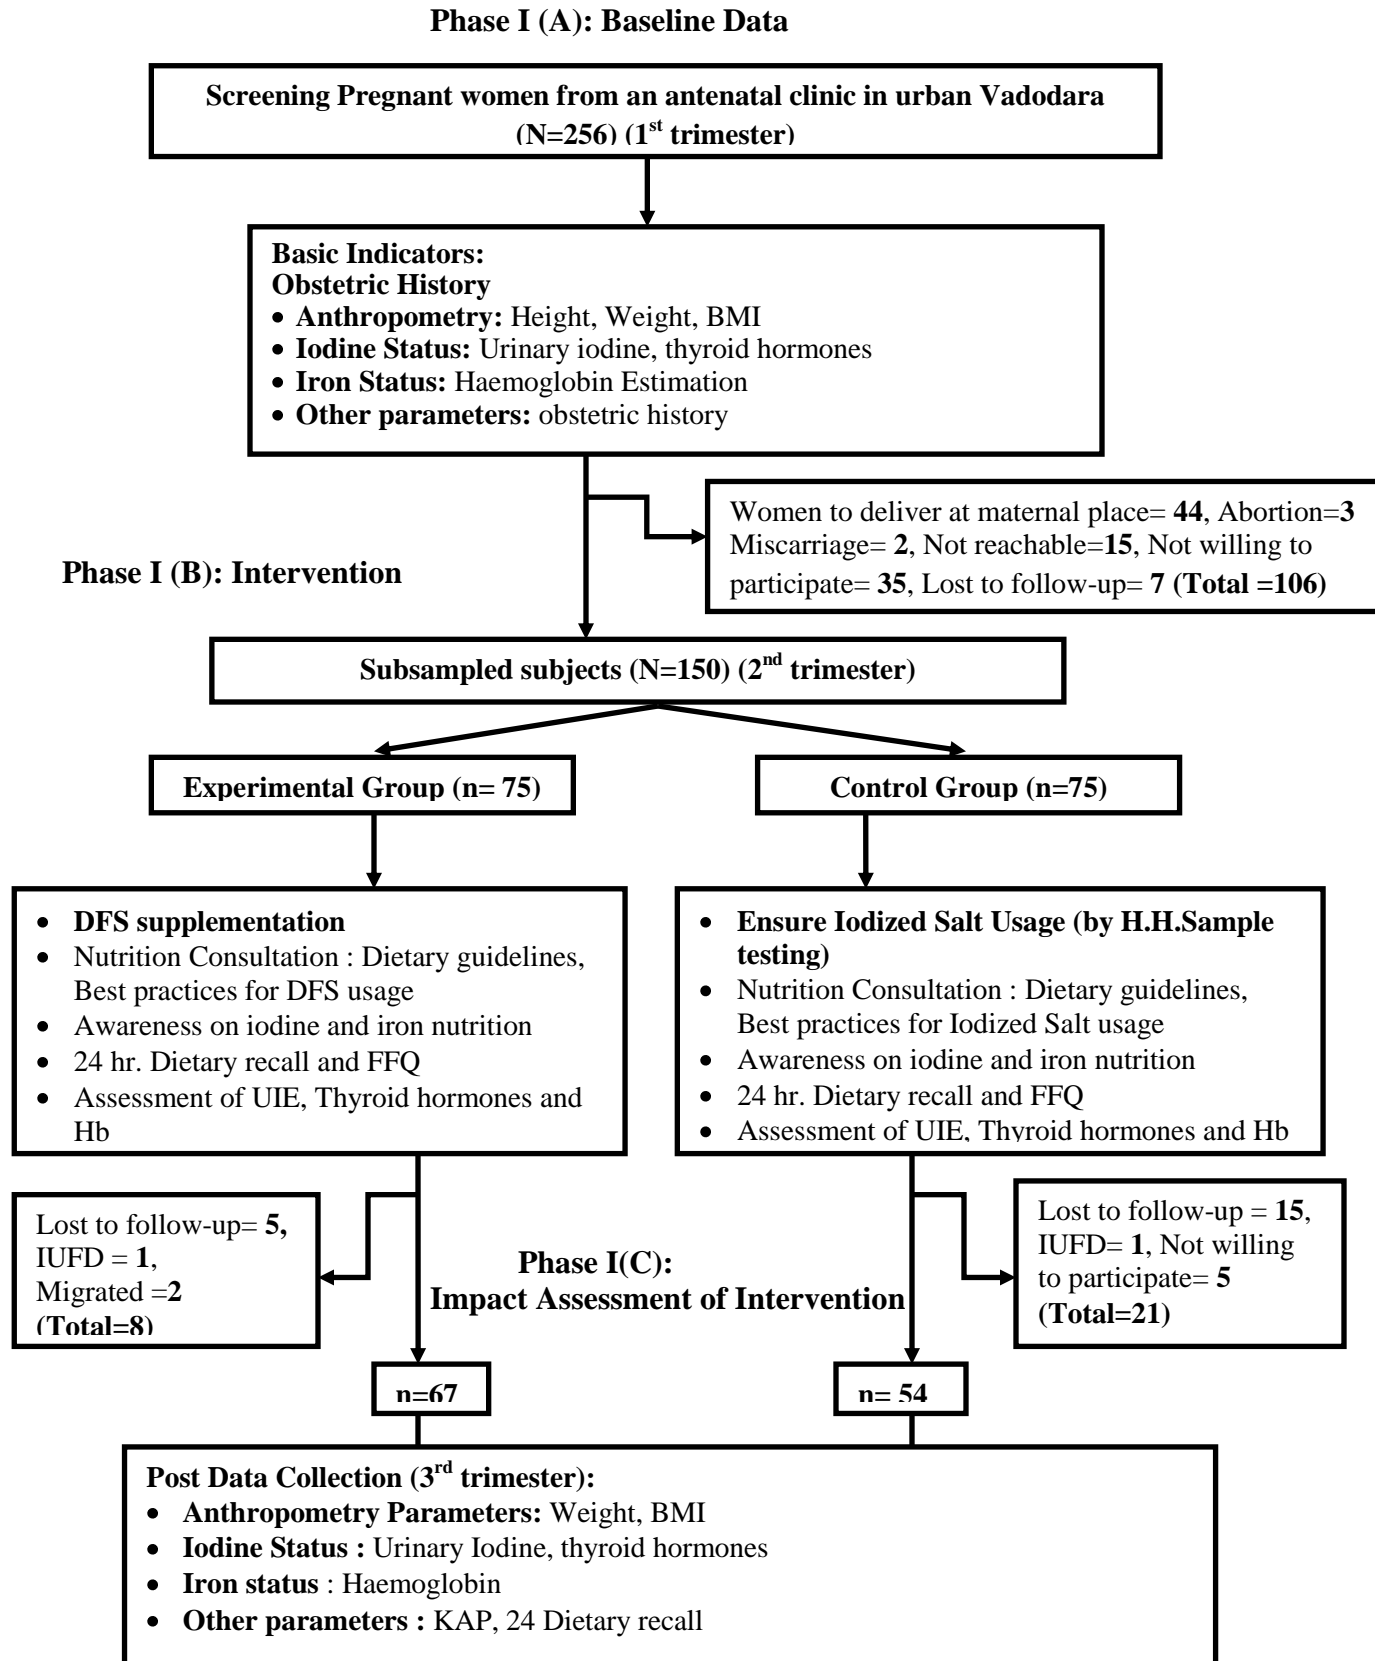 Phase I (A): Baseline Data
Screening Pregnant women from an antenatal clinic in urban Vadodara
(N=256) (1st trimester)
Basic Indicators:
Obstetric History
• Anthropometry: Height, Weight, BMI
• Iodine Status: Urinary iodine, thyroid hormones
• Iron Status: Haemoglobin Estimation
• Other parameters: obstetric history
Women to deliver at maternal place= 44, Abortion=3
Miscarriage= 2, Not reachable=15, Not willing to
participate= 35, Lost to follow-up= 7 (Total =106)
Phase I (B): Intervention
Subsampled subjects (N=150) (2nd trimester)
Experimental Group (n= 75)
Control Group (n=75)
• DFS supplementation
• Nutrition Consultation : Dietary guidelines,
Best practices for DFS usage
• Awareness on iodine and iron nutrition
• 24 hr. Dietary recall and FFQ
• Assessment of UIE, Thyroid hormones and
Hb
• Ensure Iodized Salt Usage (by H.H.Sample
testing)
• Nutrition Consultation : Dietary guidelines,
Best practices for Iodized Salt usage
• Awareness on iodine and iron nutrition
• 24 hr. Dietary recall and FFQ
• Assessment of UIE, Thyroid hormones and Hb
Lost to follow-up= 5,
IUFD = 1,
Migrated =2
(Total=8)
Lost to follow-up = 15,
IUFD= 1, Not willing
to participate= 5
(Total=21)
Phase I(C):
Impact Assessment of Intervention
n=67
n= 54
Post Data Collection (3rd trimester):
• Anthropometry Parameters: Weight, BMI
• Iodine Status : Urinary Iodine, thyroid hormones
• Iron status : Haemoglobin
• Other parameters : KAP, 24 Dietary recall